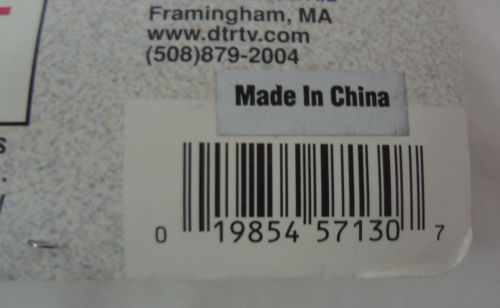 Framingham, MA
www.dtrtv.com
(508)879-2004
Made In China
0 19854 57130 7